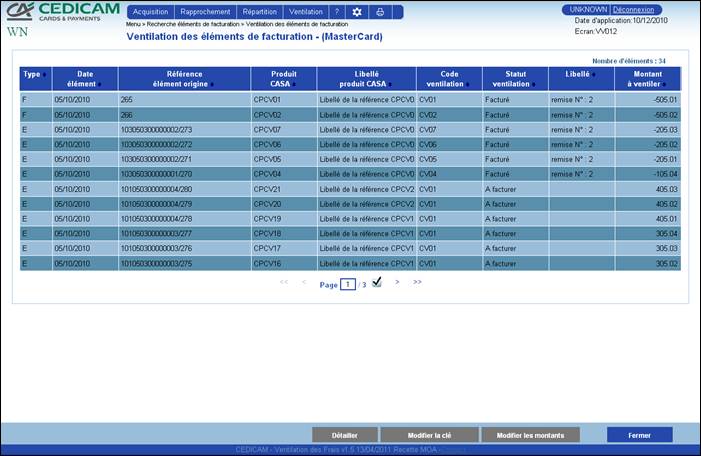 CEDICAM
CARDS & PAYMENTS
WN
Acquisition Rapprochement Répartition Ventilation ?
UNKNOWN Déconnexion
Date d'application:10/12/2010
Ecran:VV012
Menu > Recherche éléments de facturation > Ventilation des éléments de facturation
Ventilation des éléments de facturation - (MasterCard)
Nombre d'éléments : 34
Type Date élément Référence élément origine Produit CASA Libellé produit CASA Code ventilation Statut ventilation Libellé Montant à ventiler
F 05/10/2010 265 CPCV01 Libellé de la référence CPCV0 CV01 Facturé remise N° : 2 -505.01
F 05/10/2010 266 CPCV02 Libellé de la référence CPCV0 CV02 Facturé remise N° : 2 -505.02
E 05/10/2010 103050300000002/273 CPCV07 Libellé de la référence CPCV0 CV07 Facturé remise N° : 2 -205.03
E 05/10/2010 103050300000002/272 CPCV06 Libellé de la référence CPCV0 CV06 Facturé remise N° : 2 -205.02
E 05/10/2010 103050300000002/271 CPCV05 Libellé de la référence CPCV0 CV05 Facturé remise N° : 2 -205.01
E 05/10/2010 103050300000001/270 CPCV04 Libellé de la référence CPCV0 CV04 Facturé remise N° : 2 -105.04
E 05/10/2010 101050300000004/280 CPCV21 Libellé de la référence CPCV2 CV01 A facturer 405.03
E 05/10/2010 101050300000004/279 CPCV20 Libellé de la référence CPCV2 CV01 A facturer 405.02
E 05/10/2010 101050300000004/278 CPCV19 Libellé de la référence CPCV1 CV01 A facturer 405.01
E 05/10/2010 101050300000003/277 CPCV18 Libellé de la référence CPCV1 CV01 A facturer 305.04
E 05/10/2010 101050300000003/276 CPCV17 Libellé de la référence CPCV1 CV01 A facturer 305.03
E 05/10/2010 101050300000003/275 CPCV16 Libellé de la référence CPCV1 CV01 A facturer 305.02
<< < Page 1 / 3 > >>
Détailler Modifier la clé Modifier les montants Fermer
CEDICAM - Ventilation des Frais v1.5 13/04/2011 Recette MOA -